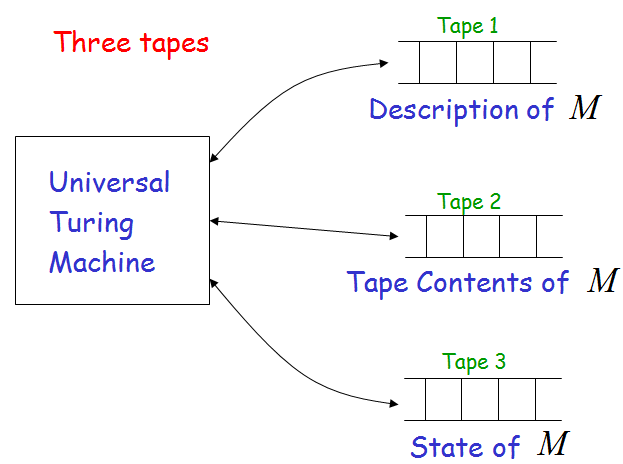 Three tapes
Tape 1
Description of M
Universal
Turing
Machine
Tape 2
Tape Contents of M
Tape 3
State of M